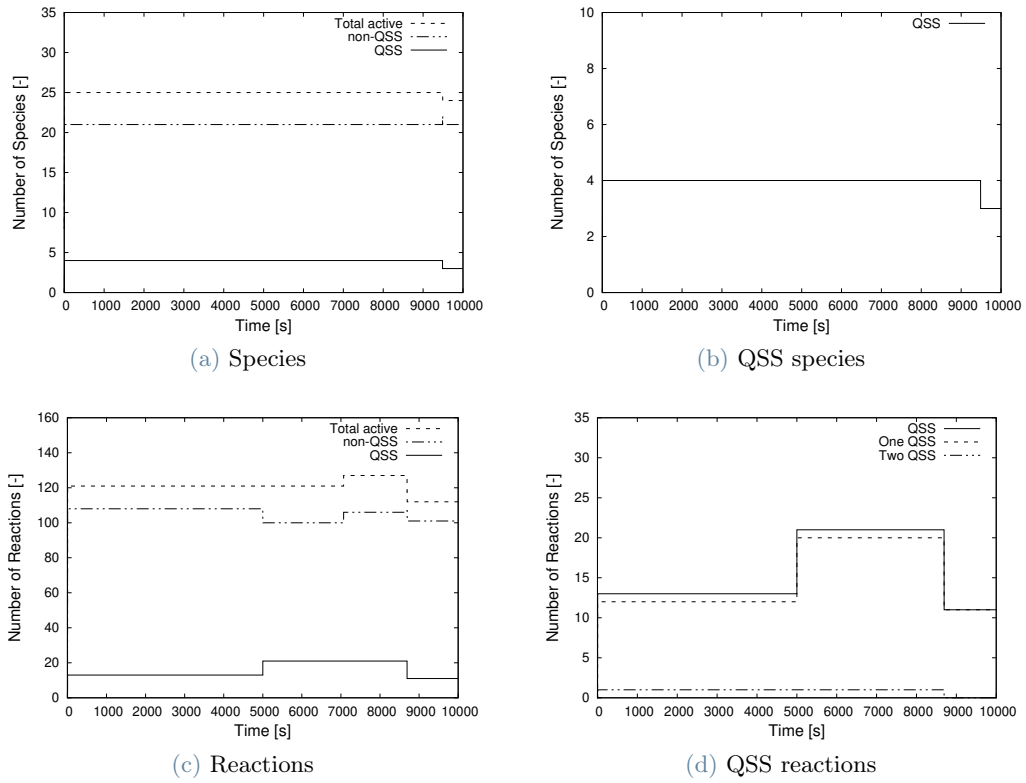 Number of Species [-]
35
30
25
20
15
10
5
0
Total active
non-QSS
QSS
0 1000 2000 3000 4000 5000 6000 7000 8000 9000 10000
Time [s]
(a) Species
Number of Species [-]
10
8
6
4
2
0
QSS
0 1000 2000 3000 4000 5000 6000 7000 8000 9000 10000
Time [s]
(b) QSS species
Number of Reactions [-]
160
140
120
100
80
60
40
20
0
Total active
non-QSS
QSS
0 1000 2000 3000 4000 5000 6000 7000 8000 9000 10000
Time [s]
(c) Reactions
Number of Reactions [-]
35
30
25
20
15
10
5
0
QSS
One QSS
Two QSS
0 1000 2000 3000 4000 5000 6000 7000 8000 9000 10000
Time [s]
(d) QSS reactions